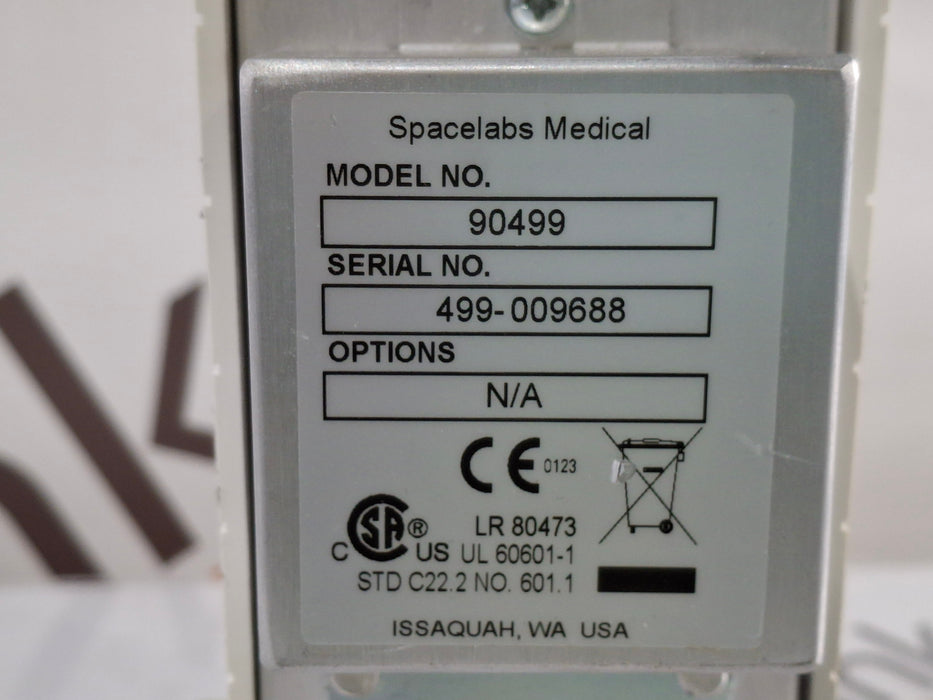 Spacelabs Medical
MODEL NO.
90499
SERIAL NO.
499-009688
OPTIONS
N/A
CE 0123
SA ® LR 80473
C US UL 60601-1
STD C22.2 NO. 601.1
ISSAQUAH, WA USA